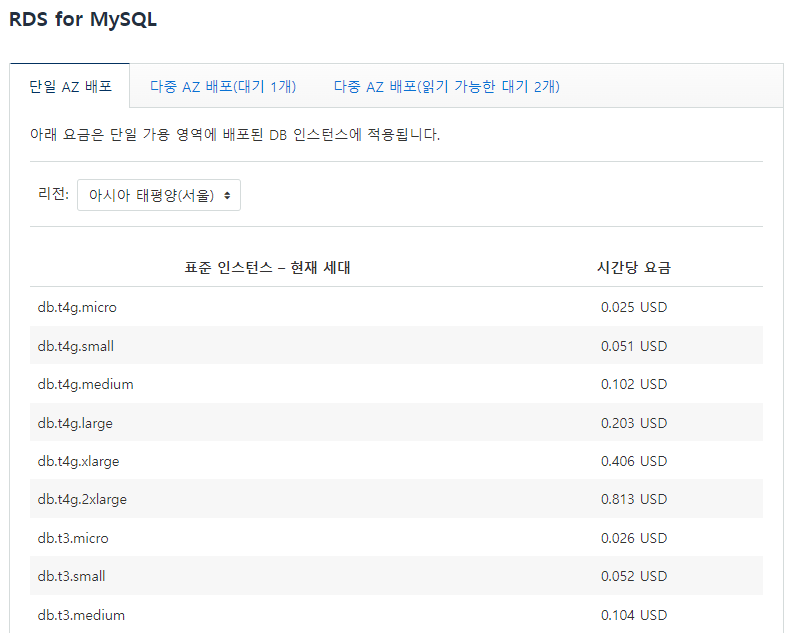 RDS for MySQL
단일 AZ 배포 다중 AZ 배포(대기 1개) 다중 AZ 배포(읽기 가능한 대기 2개)
아래 요금은 단일 가용 영역에 배포된 DB 인스턴스에 적용됩니다.
리전: 아시아 태평양(서울)
표준 인스턴스 – 현재 세대 시간당 요금
db.t4g.micro 0.025 USD
db.t4g.small 0.051 USD
db.t4g.medium 0.102 USD
db.t4g.large 0.203 USD
db.t4g.xlarge 0.406 USD
db.t4g.2xlarge 0.813 USD
db.t3.micro 0.026 USD
db.t3.small 0.052 USD
db.t3.medium 0.104 USD